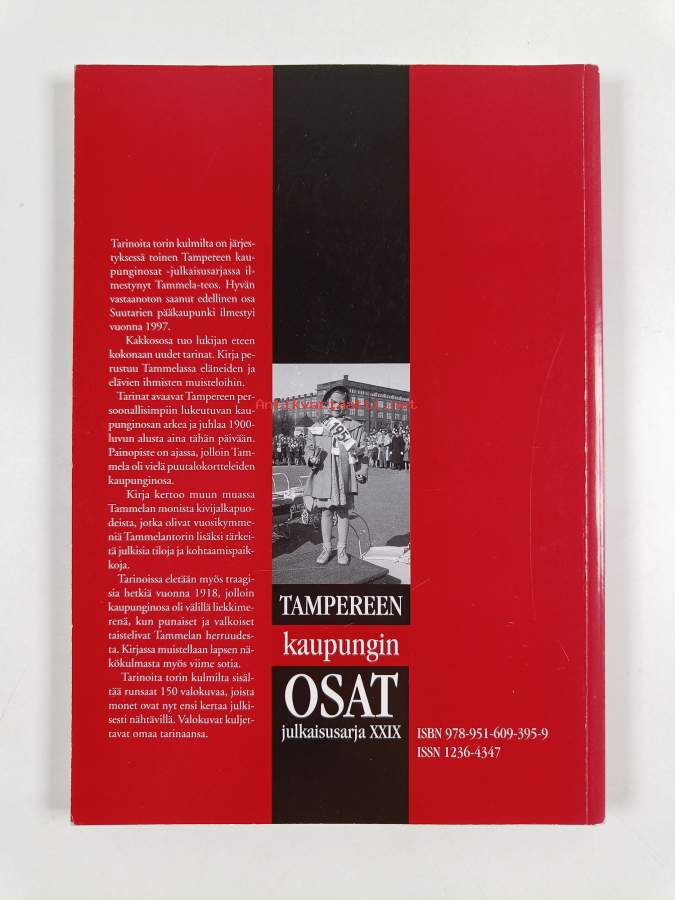 Tarinoita torin kulmilta on järjes-
tyksessä toinen Tampereen kau-
punginosat -julkaisusarjassa il-
mestynyt Tammela-teos. Hyvän
vastaanoton saanut edellinen osa
Suutarien pääkaupunki ilmestyi
vuonna 1997.
Kakkososa tuo lukijan eteen
kokonaan uudet tarinat. Kirja pe-
rustuu Tammelassa eläneiden ja
elävien ihmisten muisteloihin.
Tarinat avaavat Tampereen per-
soonallisimpiin lukeutuvan kau-
punginosan arkea ja juhlaa 1900-
luvun alusta aina tähän päivään.
Painopiste on ajassa, jolloin Tam-
mela oli vielä puutalokortteleiden
kaupunginosa.
Kirja kertoo muun muassa
Tammelan monista kivijalkapuo-
deista, jotka olivat vuosikymme-
niä Tammelantorin lisäksi tärkei-
tä julkisia tiloja ja kohtaamispaik-
koja.
Tarinoissa eletään myös traagi-
sia hetkiä vuonna 1918, jolloin
kaupunginosa oli välillä liekkime-
renä, kun punaiset ja valkoiset
taistelivat Tammelan herruudes-
ta. Kirjassa muistellaan lapsen nä-
kökulmasta myös viime sotia.
Tarinoita torin kulmilta sisäl-
tää runsaat 150 valokuvaa, joista
monet ovat nyt ensi kertaa julki-
sesti nähtävillä. Valokuvat kuljet-
tavat omaa tarinaansa.
Antikvariaatti.net
195
TAMPEREEN
kaupungin
OSAT
julkaisusarja XXIX
ISBN 978-951-609-395-9
ISSN 1236-4347